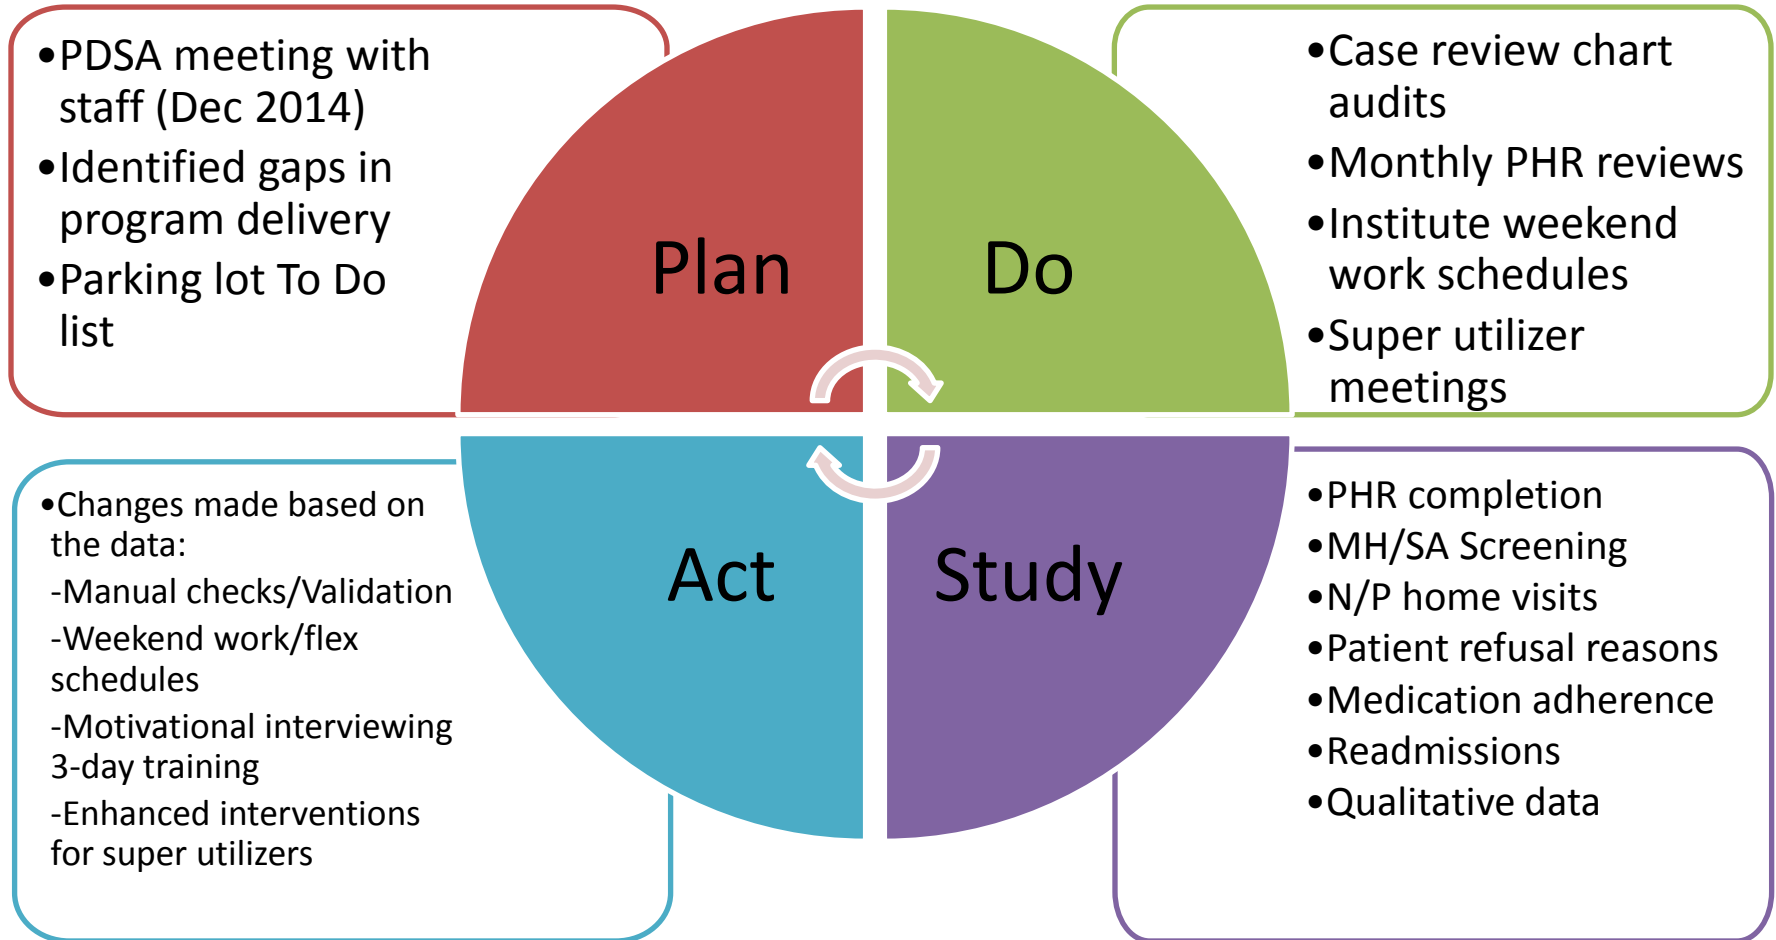 •PDSA meeting with
staff (Dec 2014)
•Identified gaps in
program delivery
•Parking lot To Do
list
Plan
Do
•Case review chart
audits
•Monthly PHR reviews
•Institute weekend
work schedules
•Super utilizer
meetings
•Changes made based on
the data:
-Manual checks/Validation
-Weekend work/flex
schedules
-Motivational interviewing
3-day training
-Enhanced interventions
for super utilizers
Act
Study
•PHR completion
•MH/SA Screening
•N/P home visits
•Patient refusal reasons
•Medication adherence
•Readmissions
•Qualitative data